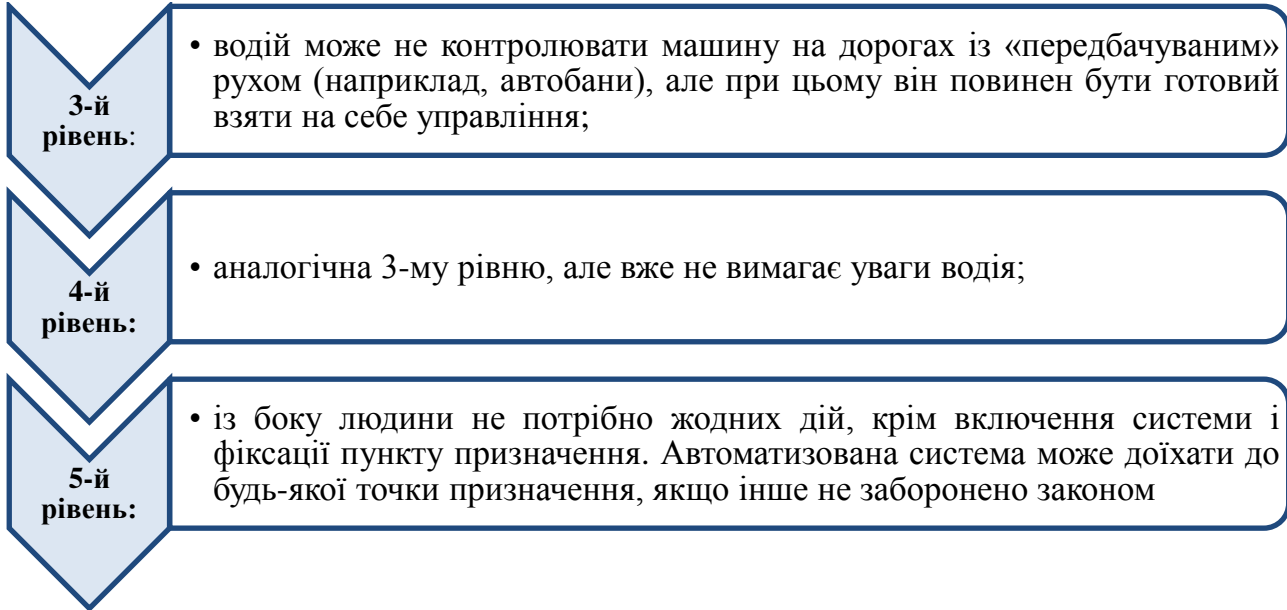 3-й
рівень:
• водій може не контролювати машину на дорогах із «передбачуваним»
рухом (наприклад, автобани), але при цьому він повинен бути готовий
взяти на себе управління;
4-й
рівень:
• аналогічна 3-му рівню, але вже не вимагає уваги водія;
5-й
рівень:
• із боку людини не потрібно жодних дій, крім включення системи і
фіксації пункту призначення. Автоматизована система може доїхати до
будь-якої точки призначення, якщо інше не заборонено законом